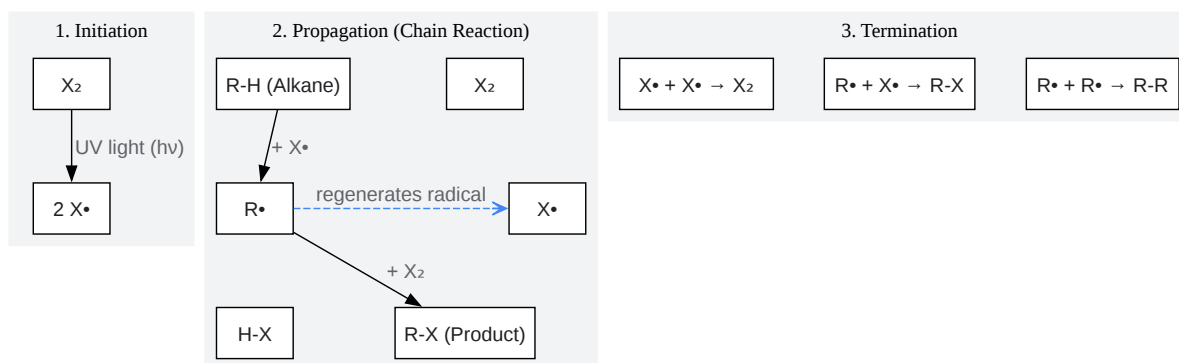 1. Initiation
X₂
UV light (hν)
2 X•
2. Propagation (Chain Reaction)
R-H (Alkane)
X₂
+ X•
R•
regenerates radical
X•
+ X₂
H-X
R-X (Product)
3. Termination
X• + X• → X₂
R• + X• → R-X
R• + R• → R-R